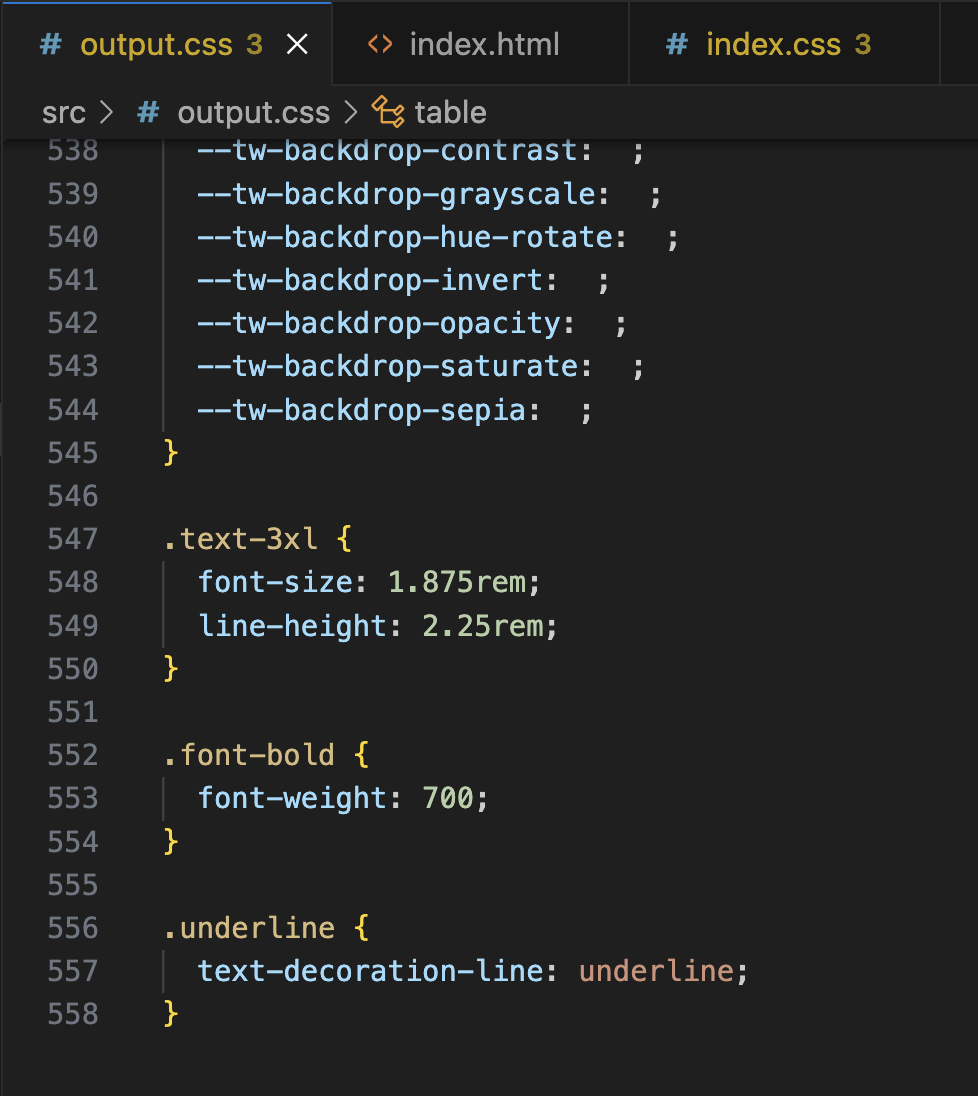 # output.css 3 × <> index.html # index.css 3
src > # output.css > table
538 --tw-backdrop-contrast:  ;
539 --tw-backdrop-grayscale:  ;
540 --tw-backdrop-hue-rotate:  ;
541 --tw-backdrop-invert:  ;
542 --tw-backdrop-opacity:  ;
543 --tw-backdrop-saturate:  ;
544 --tw-backdrop-sepia:  ;
545 }
546
547 .text-3xl {
548 font-size: 1.875rem;
549 line-height: 2.25rem;
550 }
551
552 .font-bold {
553 font-weight: 700;
554 }
555
556 .underline {
557 text-decoration-line: underline;
558 }